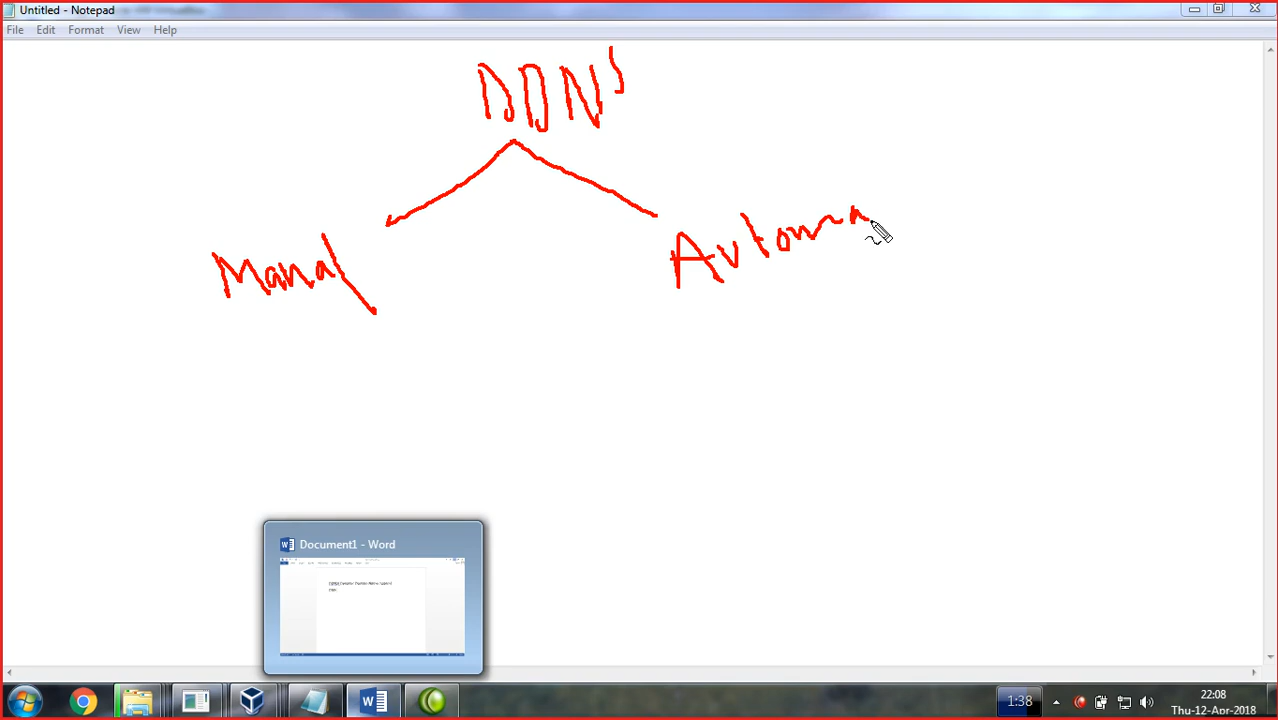 Untitled - Notepad
File Edit Format View Help
DDNS
Manal
Automa
Document1 - Word
1:38
22:08
Thu-12-Apr-2018